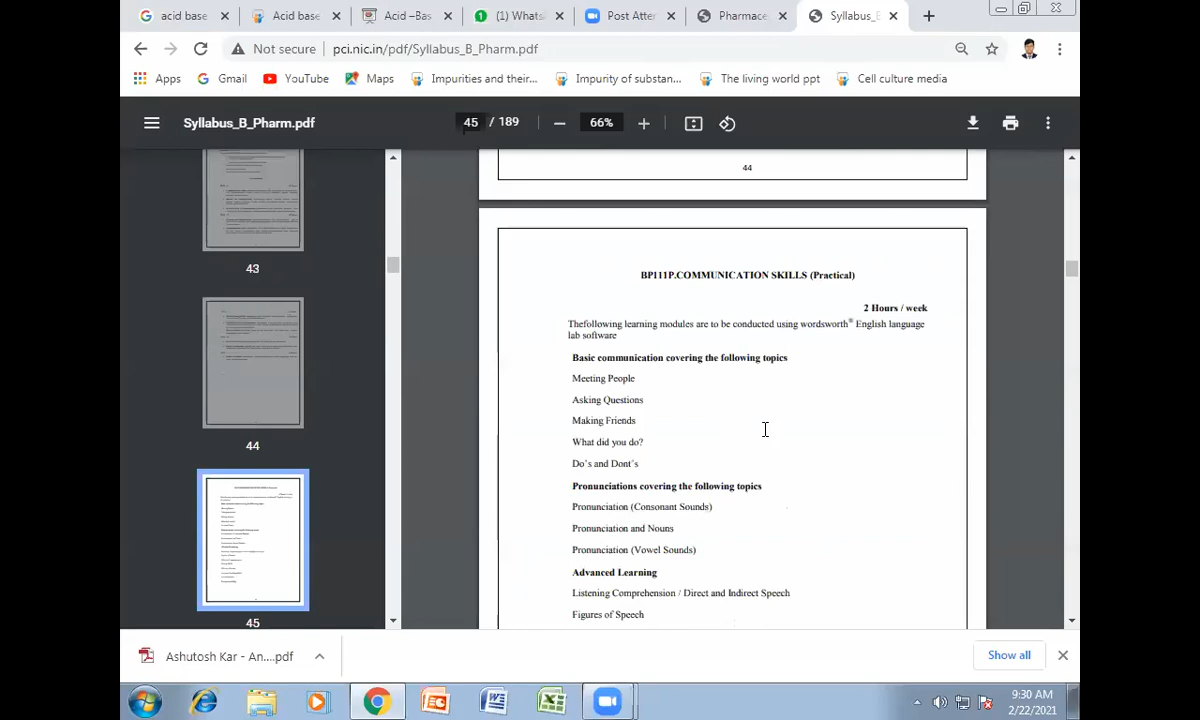 acid base
Acid base
Acid –Bas
(1) Whats
Post Atter
Pharmace
Syllabus_E
Not secure
pci.nic.in/pdf/Syllabus_B_Pharm.pdf
Apps
Gmail
YouTube
Maps
Impurities and their...
Impurity of substan...
The living world ppt
Cell culture media
Syllabus_B_Pharm.pdf
45 / 189
66%
43
44
45
44
BP111P.COMMUNICATION SKILLS (Practical)
2 Hours / week
Thefollowing learning modules are to be conducted using wordsworth® English language
lab software
Basic communication covering the following topics
Meeting People
Asking Questions
Making Friends
What did you do?
Do's and Dont's
Pronunciations covering the following topics
Pronunciation (Consonant Sounds)
Pronunciation and Nouns
Pronunciation (Vowel Sounds)
Advanced Learning
Listening Comprehension / Direct and Indirect Speech
Figures of Speech
Ashutosh Kar - An....pdf
Show all
9:30 AM
2/22/2021